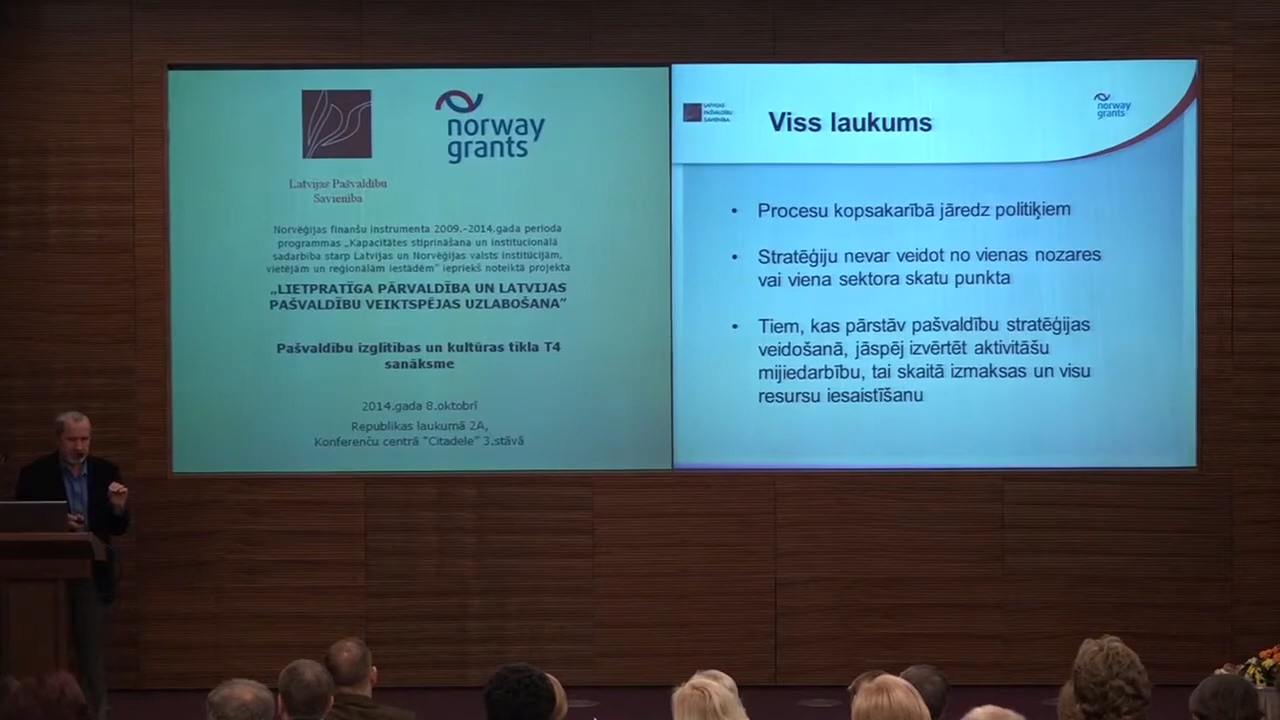 norway
grants
Latvijas Pašvaldību
Savienība
Norvēģijas finanšu instrumenta 2009.-2014.gada perioda
programmas „Kapacitātes stiprināšana un institucionālā
sadarbība starp Latvijas un Norvēģijas valsts institūcijām,
vietējām un reģionālām iestādēm” iepriekš noteiktā projekta
„LIETPRATĪGA PĀRVALDĪBA UN LATVIJAS
PAŠVALDĪBU VEIKTSPĒJAS UZLABOŠANA”
Pašvaldību izglītības un kultūras tīkla T4
sanāksme
2014.gada 8.oktobrī
Republikas laukumā 2A,
Konferenču centrā "Citadele" 3.stāvā
LATVIJAS
PAŠVALDĪBU
SAVIENĪBA
Viss laukums
norway
grants
• Procesu kopsakarībā jāredz politiķiem
• Stratēģiju nevar veidot no vienas nozares
vai viena sektora skatu punkta
• Tiem, kas pārstāv pašvaldību stratēģijas
veidošanā, jāspēj izvērtēt aktivitāšu
mijiedarbību, tai skaitā izmaksas un visu
resursu iesaistīšanu